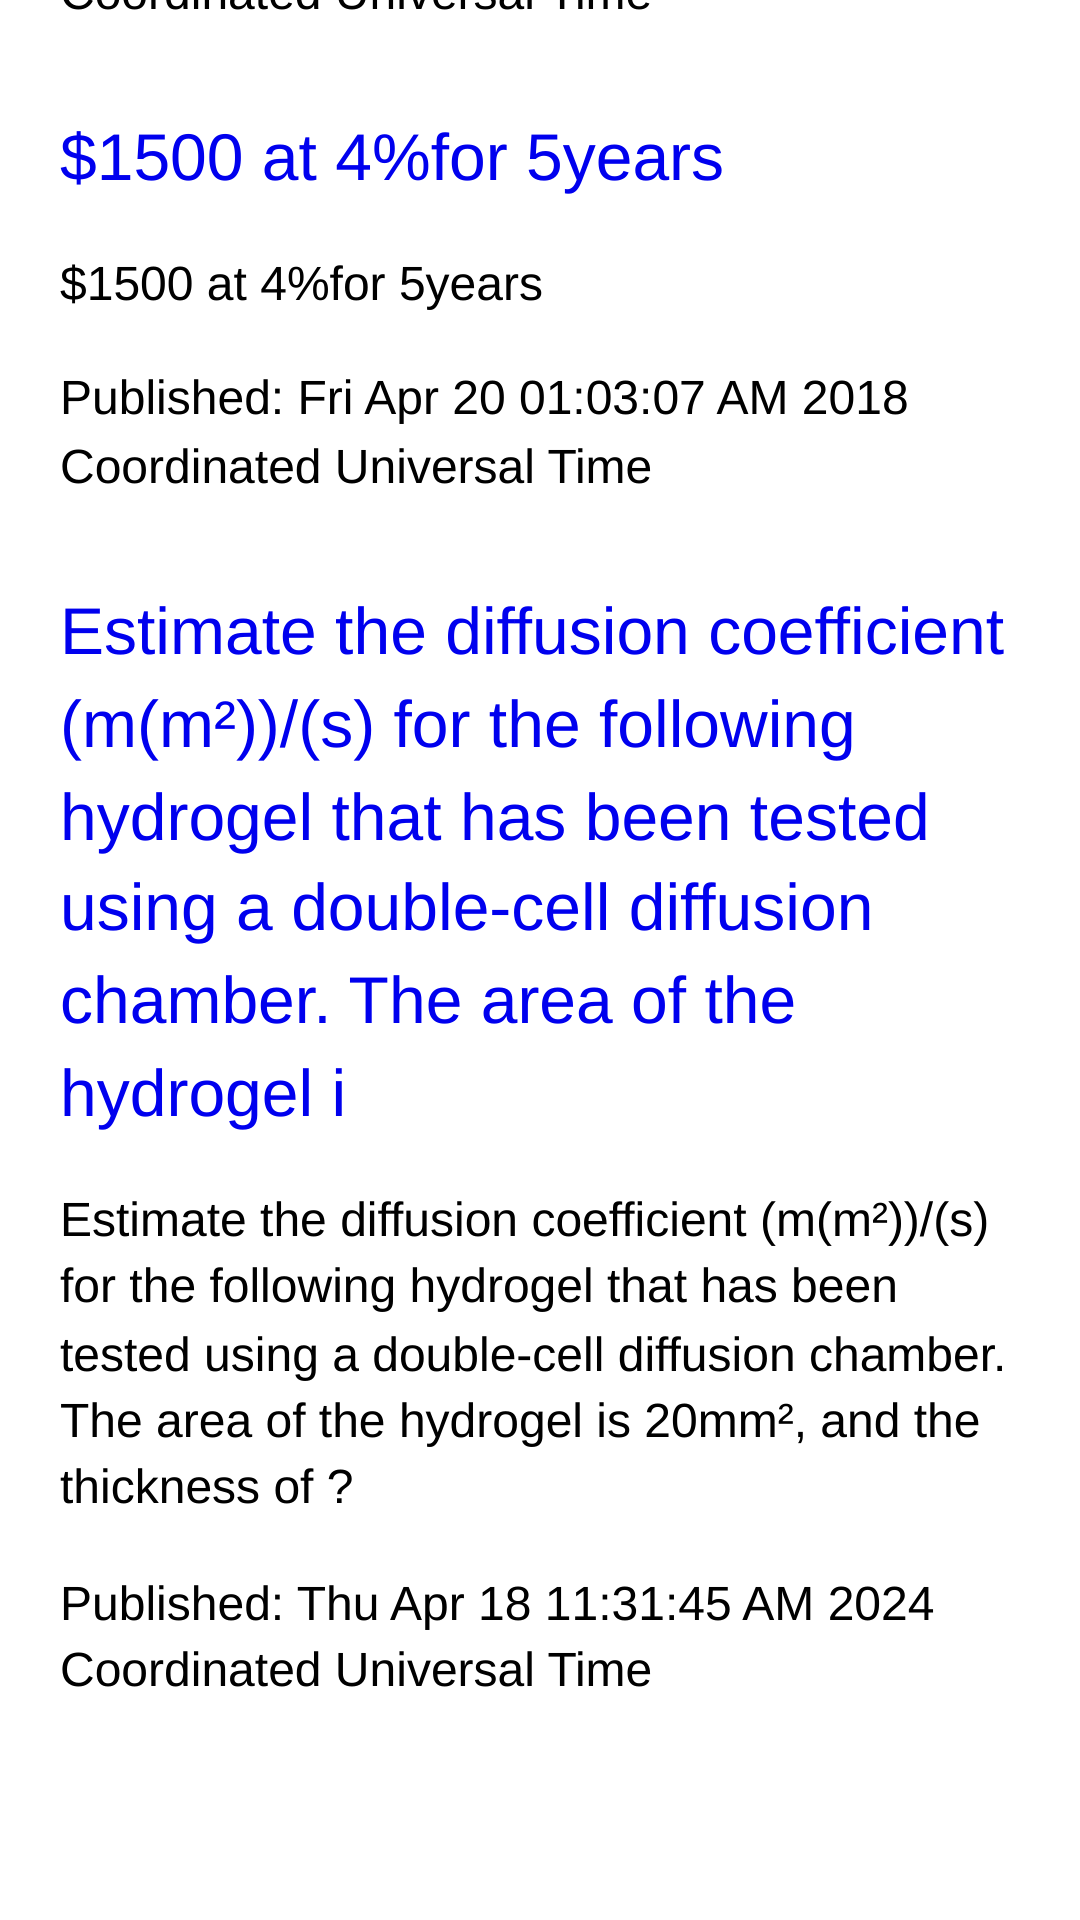 Coordinated Universal Time
$1500 at 4%for 5years
$1500 at 4%for 5years
Published: Fri Apr 20 01:03:07 AM 2018
Coordinated Universal Time
Estimate the diffusion coefficient
(m(m²))/(s) for the following
hydrogel that has been tested
using a double-cell diffusion
chamber. The area of the
hydrogel i
Estimate the diffusion coefficient (m(m²))/(s)
for the following hydrogel that has been
tested using a double-cell diffusion chamber.
The area of the hydrogel is 20mm², and the
thickness of ?
Published: Thu Apr 18 11:31:45 AM 2024
Coordinated Universal Time